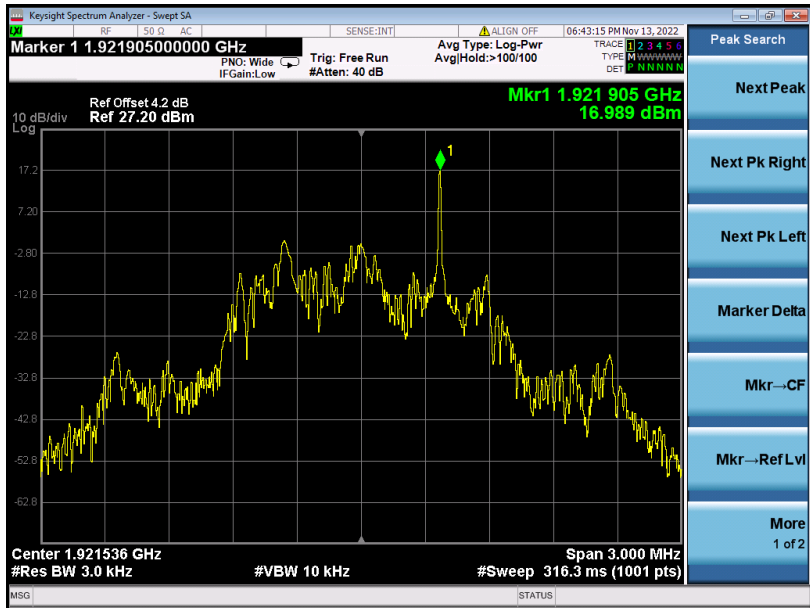 Keysight Spectrum Analyzer - Swept SA
LXI RF 50 Ω AC SENSE:INT ALIGN OFF 06:43:15 PM Nov 13, 2022
Marker 1 1.921905000000 GHz
PNO: Wide
IFGain:Low
Trig: Free Run
#Atten: 40 dB
Avg Type: Log-Pwr
Avg|Hold:>100/100
TRACE 1 2 3 4 5 6
TYPE M W W W W W
DET P N N N N N
Peak Search
Next Peak
Next Pk Right
Next Pk Left
Marker Delta
Mkr→CF
Mkr→Ref Lvl
More
1 of 2
Mkr1 1.921 905 GHz
16.989 dBm
Ref Offset 4.2 dB
10 dB/div Ref 27.20 dBm
Log
1
17.2
7.20
-2.80
-12.8
-22.8
-32.8
-42.8
-52.8
-62.8
Center 1.921536 GHz Span 3.000 MHz
#Res BW 3.0 kHz #VBW 10 kHz #Sweep 316.3 ms (1001 pts)
MSG STATUS